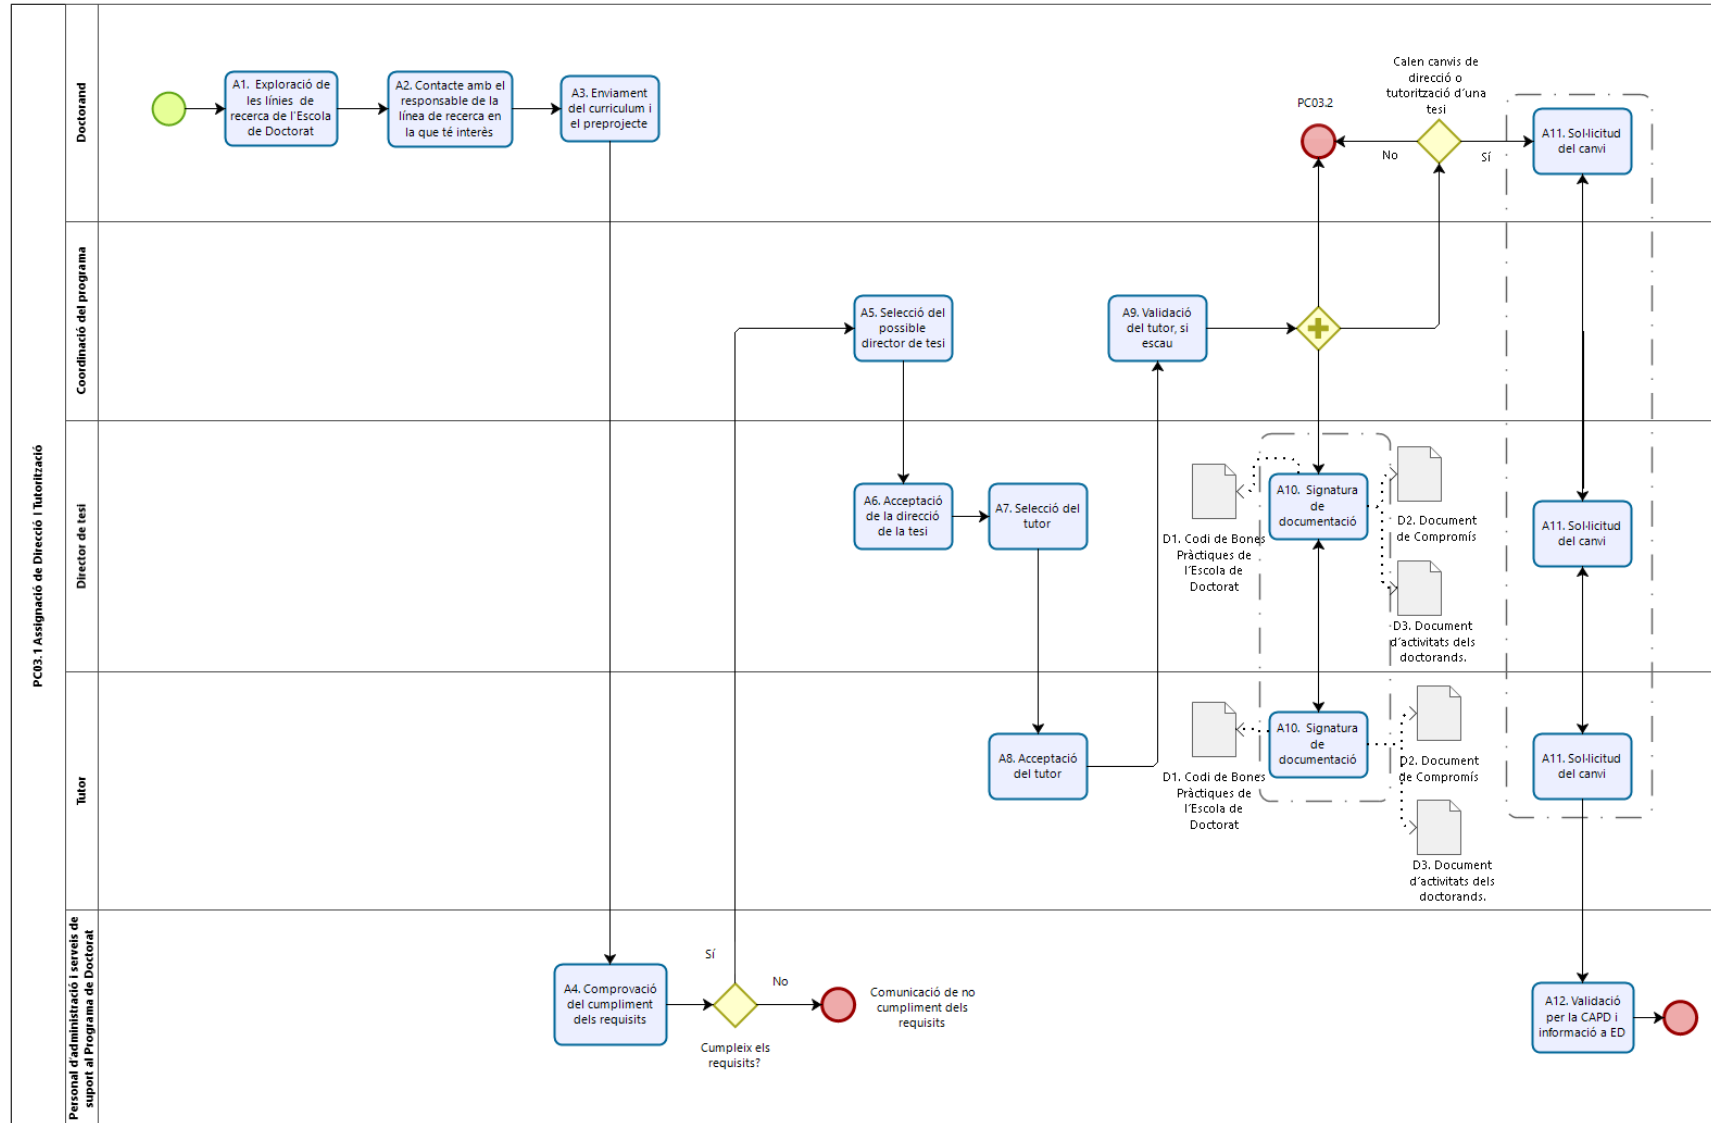 PC03.1 Assignació de Direcció I Tutorització
Doctorand
A1. Exploració de
les línies de
recerca de l'Escola
de Doctorat
A2. Contacte amb el
responsable de la
línea de recerca en
la que té interès
A3. Enviament
del curriculum i
el preprojecte
PC03.2
Calen canvis de
direcció o
tutorització d´una
tesi
No
Sí
A11. Sol·licitud
del canvi
Coordinació del programa
A5. Selecció del
possible
director de tesi
A9. Validació
del tutor, si
escau
Director de tesi
A6. Acceptació
de la direcció
de la tesi
A7. Selecció del
tutor
D1. Codi de Bones
Pràctiques de
l´Escola de
Doctorat
A10. Signatura
de
documentació
D2. Document
de Compromís
D3. Document
d´activitats dels
doctorands.
A11. Sol·licitud
del canvi
Tutor
A8. Acceptació
del tutor
D1. Codi de Bones
Pràctiques de
l´Escola de
Doctorat
A10. Signatura
de
documentació
D2. Document
de Compromís
D3. Document
d´activitats dels
doctorands.
A11. Sol·licitud
del canvi
Personal d'administració i serveis de
suport al Programa de Doctorat
A4. Comprovació
del cumpliment
dels requisits
Sí
No
Cumpleix els
requisits?
Comunicació de no
cumpliment dels
requisits
A12. Validació
per la CAPD i
informació a ED